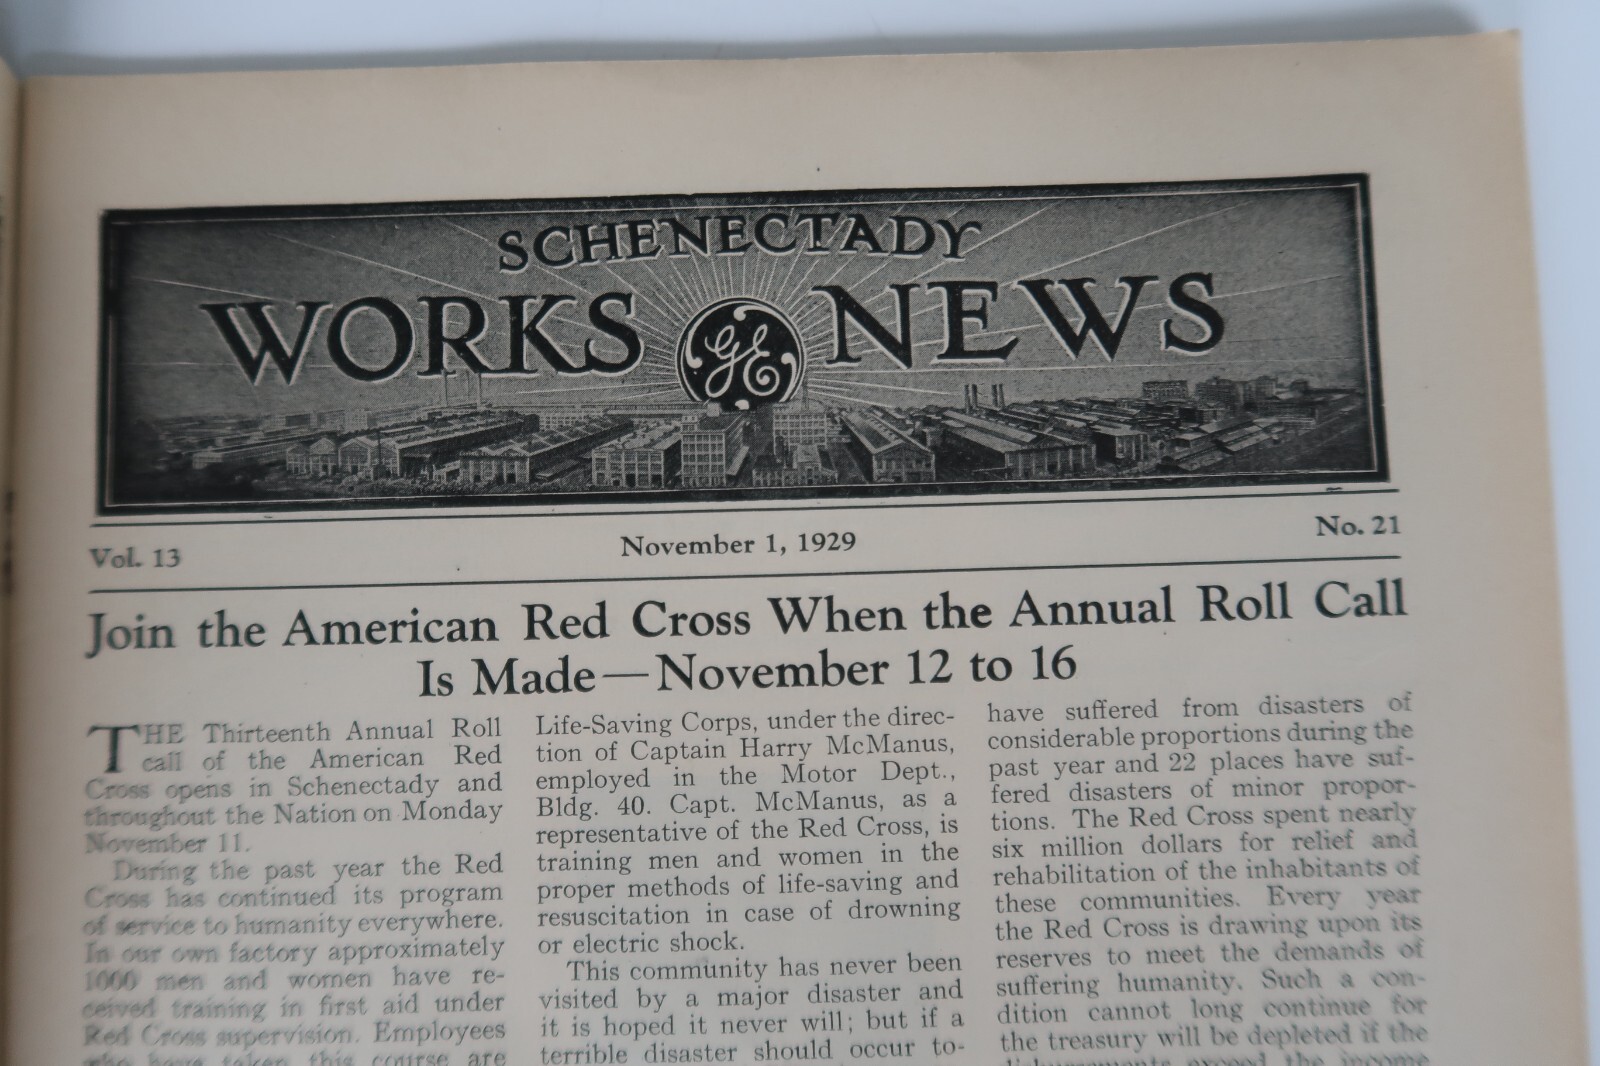 SCHENECTADY
WORKS GE NEWS
Vol. 13
November 1, 1929
No. 21
Join the American Red Cross When the Annual Roll Call
Is Made—November 12 to 16
THE Thirteenth Annual Roll
call of the American Red
Cross opens in Schenectady and
throughout the Nation on Monday
November 11.
During the past year the Red
Cross has continued its program
of service to humanity everywhere.
In our own factory approximately
1000 men and women have re-
ceived training in first aid under
Red Cross supervision. Employees
who have taken this course are
Life-Saving Corps, under the direc-
tion of Captain Harry McManus,
employed in the Motor Dept.,
Bldg. 40. Capt. McManus, as a
representative of the Red Cross, is
training men and women in the
proper methods of life-saving and
resuscitation in case of drowning
or electric shock.
This community has never been
visited by a major disaster and
it is hoped it never will; but if a
terrible disaster should occur to-
have suffered from disasters of
considerable proportions during the
past year and 22 places have suf-
fered disasters of minor propor-
tions. The Red Cross spent nearly
six million dollars for relief and
rehabilitation of the inhabitants of
these communities. Every year
the Red Cross is drawing upon its
reserves to meet the demands of
suffering humanity. Such a con-
dition cannot long continue for
the treasury will be depleted if the
disbursements exceed the income